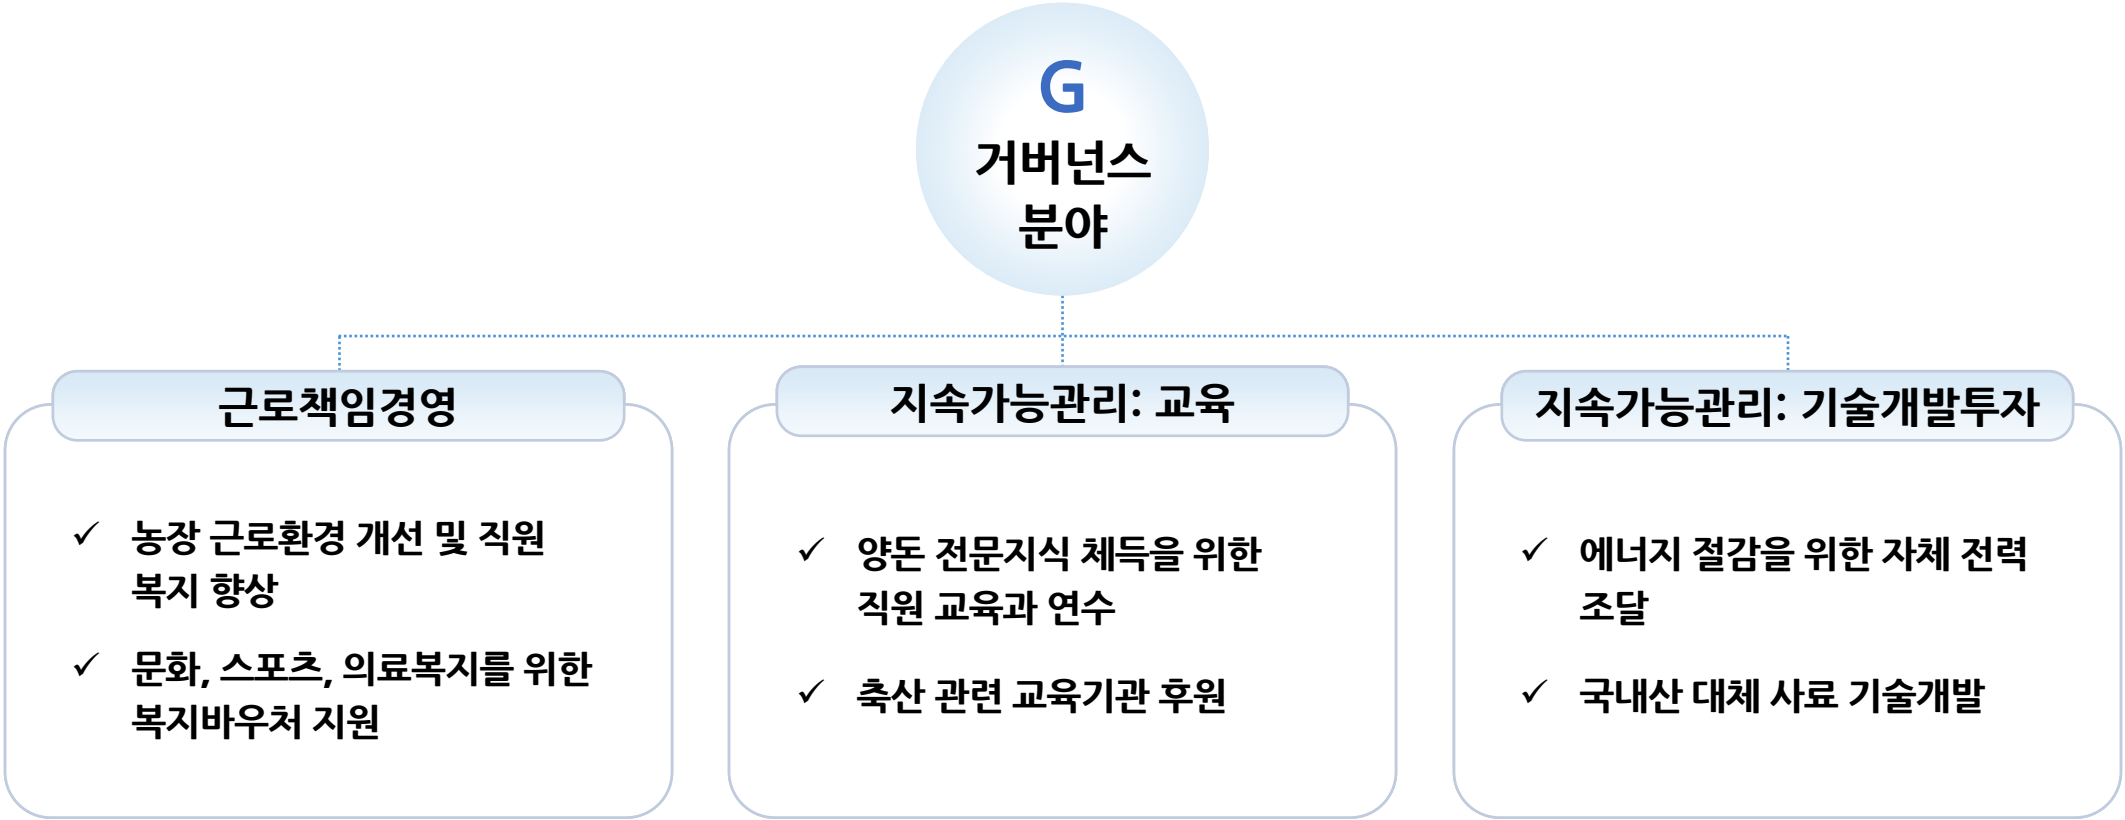 G
거버넌스
분야
근로책임경영
농장 근로환경 개선 및 직원
복지 향상
문화, 스포츠, 의료복지를 위한
복지바우처 지원
지속가능관리: 교육
양돈 전문지식 체득을 위한
직원 교육과 연수
축산 관련 교육기관 후원
지속가능관리: 기술개발투자
에너지 절감을 위한 자체 전력
조달
국내산 대체 사료 기술개발